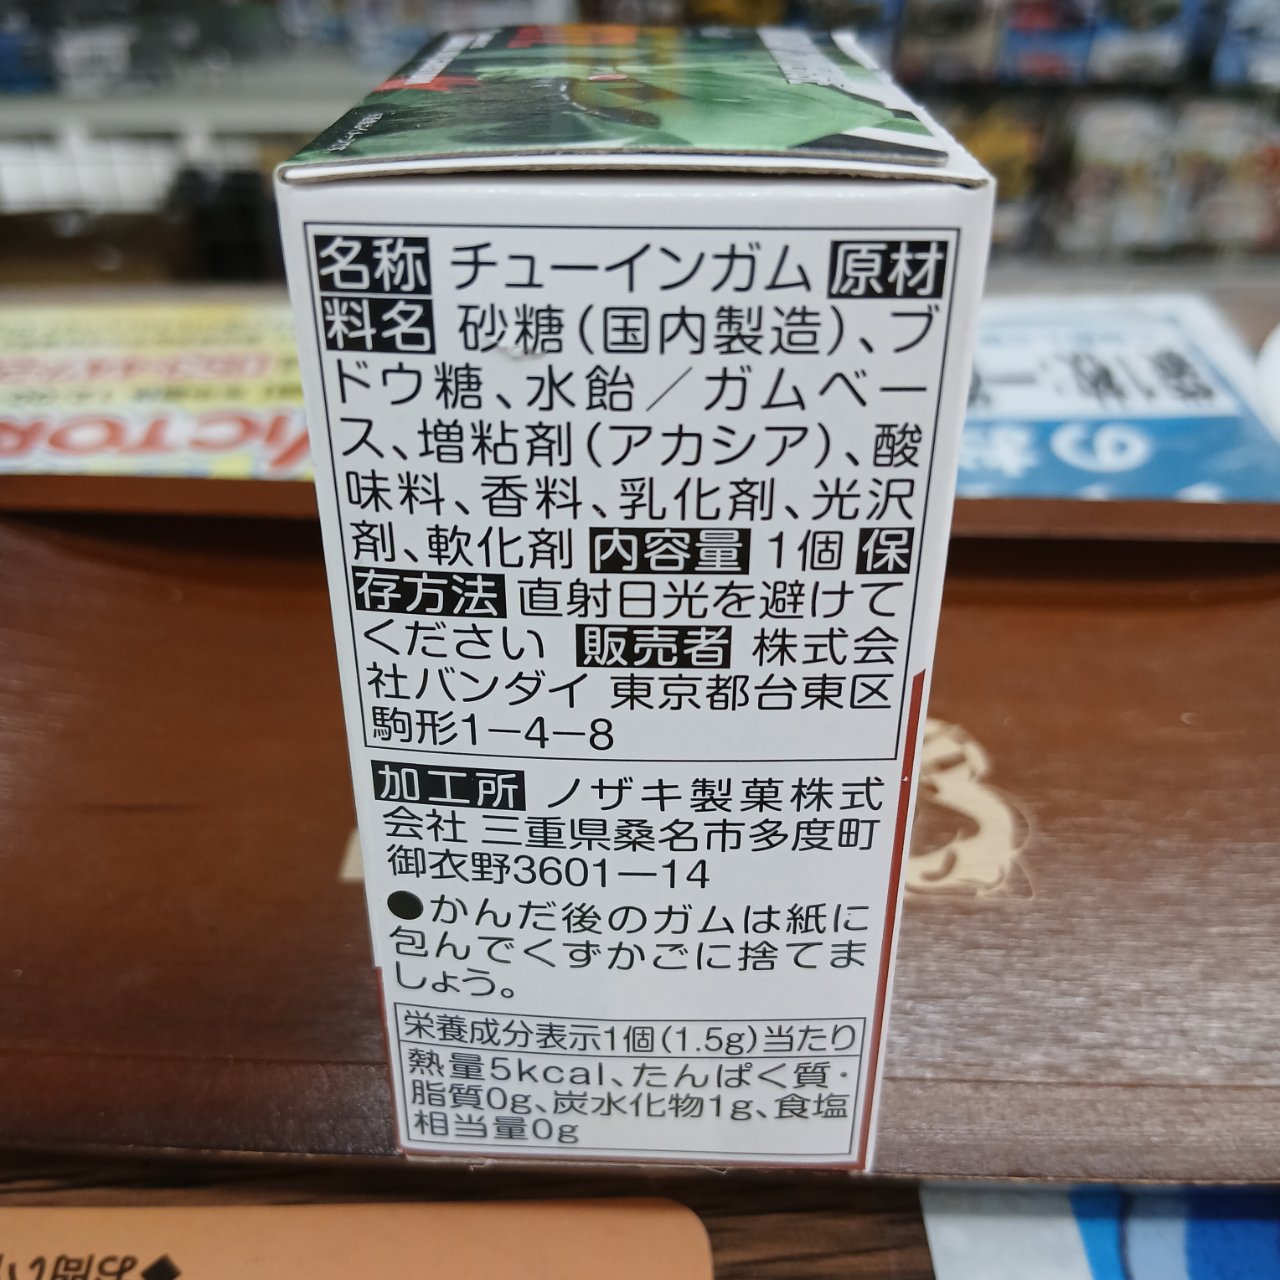 名称 チューインガム 原材
料名 砂糖(国内製造)、ブ
ドウ糖、水飴／ガムベー
ス、増粘剤(アカシア)、酸
味料、香料、乳化剤、光沢
剤、軟化剤 内容量 1個 保
存方法 直射日光を避けて
ください 販売者 株式会
社バンダイ 東京都台東区
駒形1−4−8
加工所 ノザキ製菓株式
会社 三重県桑名市多度町
御衣野3601−14
●かんだ後のガムは紙に
包んでくずかごに捨てま
しょう。
栄養成分表示1個(1.5g)当たり
熱量5kcal、たんぱく質・
脂質0g、炭水化物1g、食塩
相当量0g